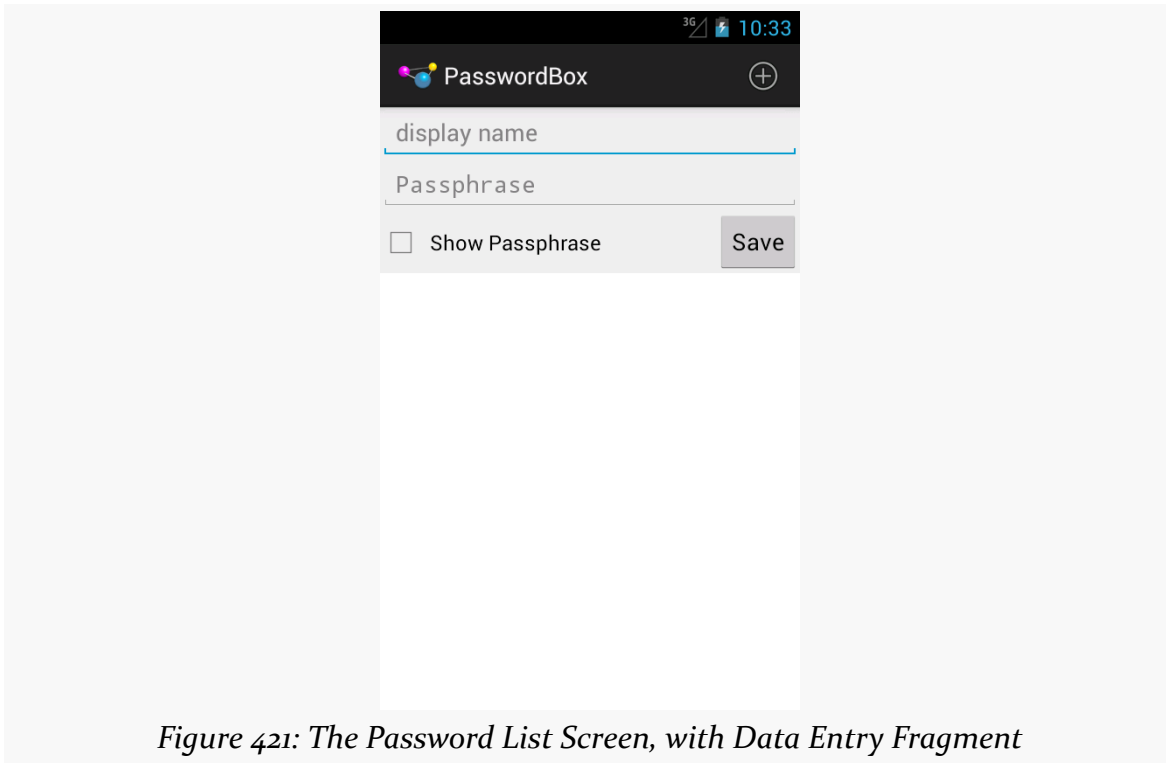 3G 10:33
PasswordBox
display name
Passphrase
Show Passphrase Save
Figure 421: The Password List Screen, with Data Entry Fragment